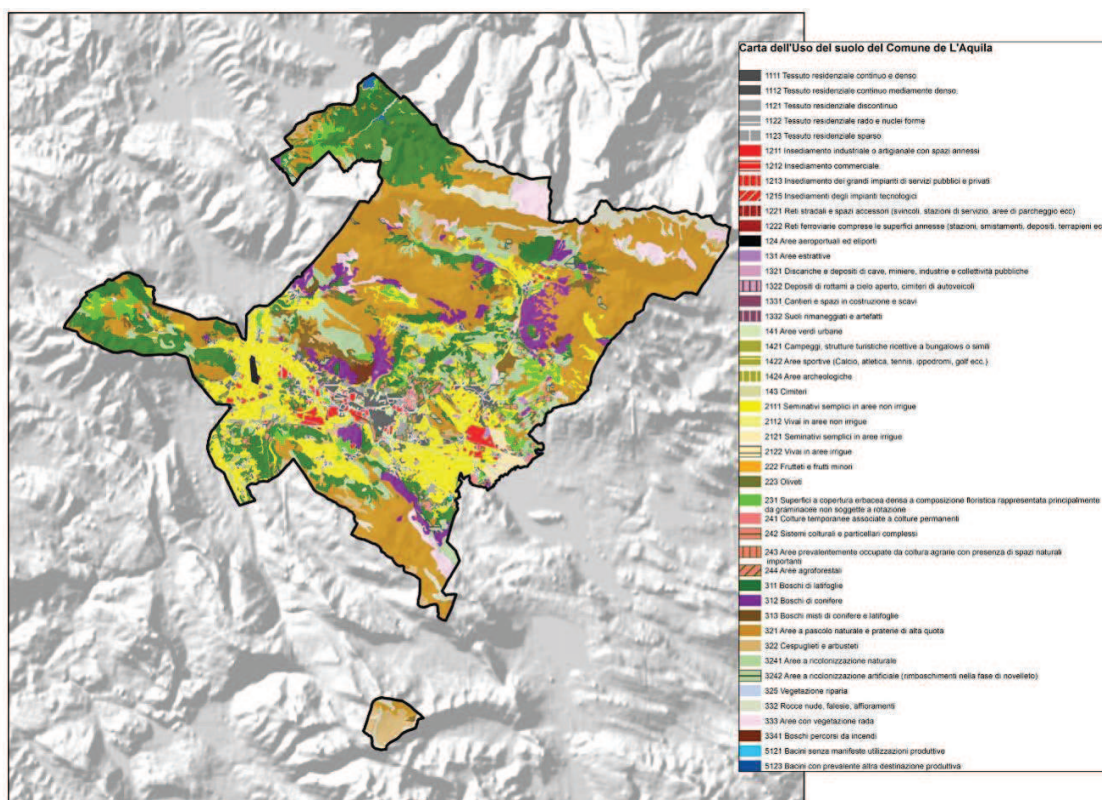 Carta dell'Uso del suolo del Comune de L'Aquila
1111 Tessuto residenziale continuo e denso
1112 Tessuto residenziale continuo mediamente denso.
1121 Tessuto residenziale discontinuo
1122 Tessuto residenziale rado e nuclei forme
1123 Tessuto residenziale sparso
1211 Insediamento industriale o artigianale con spazi annessi
1212 Insediamento commerciale.
1213 Insediamento dei grandi impianti di servizi pubblici e privati
1215 Insediamenti degli impianti tecnologici
1221 Reti stradali e spazi accessori (svincoli, stazioni di servizio, aree di parcheggio ecc)
1222 Reti ferroviarie comprese le superfici annesse (stazioni, smistamenti, depositi, terrapieni ec
124 Aree aeroportuali ed eliporti
131 Aree estrattive
1321 Discariche e depositi di cave, miniere, industrie e collettività pubbliche
1322 Depositi di rottami a cielo aperto, cimiteri di autoveicoli
1331 Cantieri e spazi in costruzione e scavi
1332 Suoli rimaneggiati e artefatti
141 Aree verdi urbane
1421 Campeggi, strutture turistiche ricettive a bungalows o simili
1422 Aree sportive (Calcio, atletica, tennis, ippodromi, golf ecc.)
1424 Aree archeologiche
143 Cimiteri
2111 Seminativi semplici in aree non irrigue
2112 Vivai in aree non irrigue
2121 Seminativi semplici in aree irrigue
2122 Vivai in aree irrigue
222 Frutteti e frutti minori
223 Oliveti
231 Superfici a copertura erbacea densa a composizione floristica rappresentata principalmente
da graminacee non soggette a rotazione
241 Colture temporanee associate a colture permanenti
242 Sistemi colturali e particellari complessi
243 Aree prevalentemente occupate da coltura agrarie con presenza di spazi naturali
importanti
244 Aree agroforestali
311 Boschi di latifoglie
312 Boschi di conifere
313 Boschi misti di conifere e latifoglie
321 Aree a pascolo naturale e praterie di alta quota
322 Cespuglieti e arbusteti
3241 Aree a ricolonizzazione naturale
3242 Aree a ricolonizzazione artificiale (rimboschimenti nella fase di novelleto)
325 Vegetazione riparia
332 Rocce nude, falesie, affioramenti
333 Aree con vegetazione rada
3341 Boschi percorsi da incendi
5121 Bacini senza manifeste utilizzazioni produttive
5123 Bacini con prevalente altra destinazione produttiva